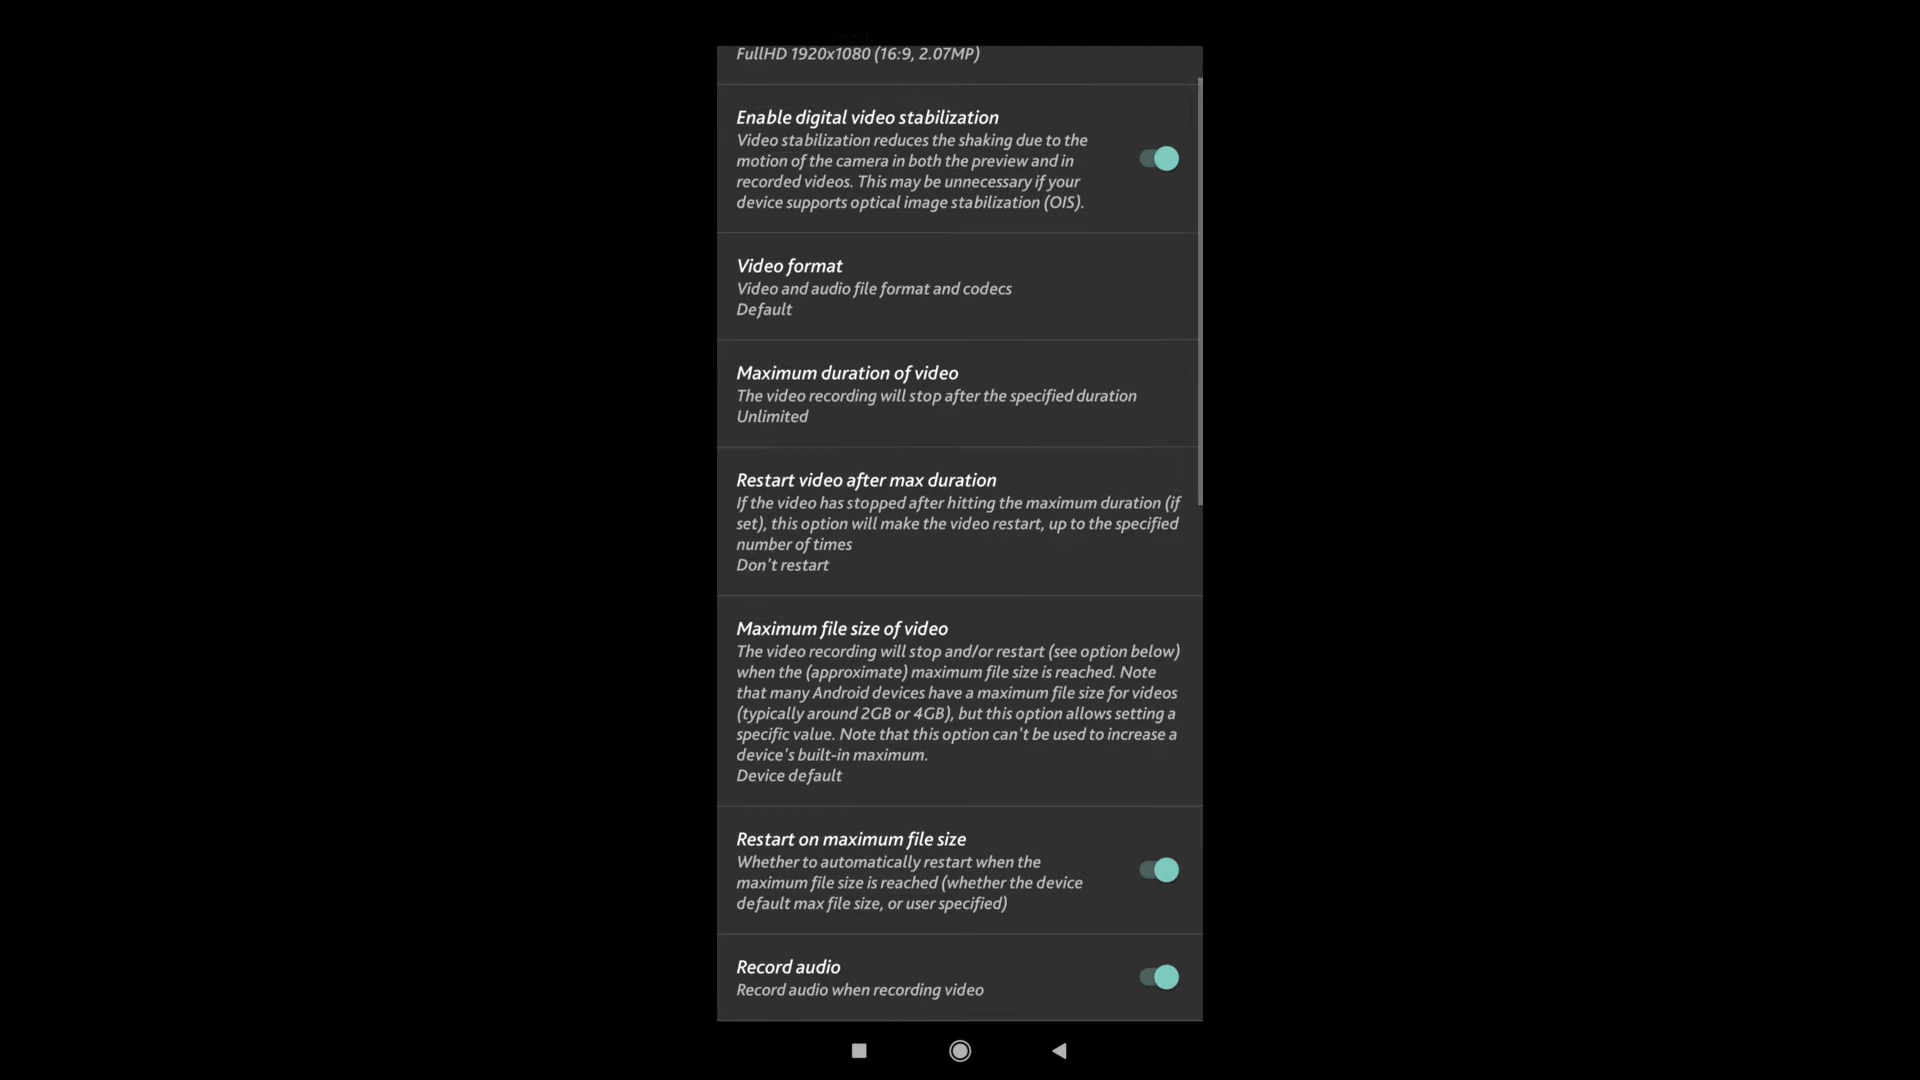 FullHD 1920x1080 (16:9, 2.07MP)
Enable digital video stabilization
Video stabilization reduces the shaking due to the
motion of the camera in both the preview and in
recorded videos. This may be unnecessary if your
device supports optical image stabilization (OIS).
Video format
Video and audio file format and codecs
Default
Maximum duration of video
The video recording will stop after the specified duration
Unlimited
Restart video after max duration
If the video has stopped after hitting the maximum duration (if
set), this option will make the video restart, up to the specified
number of times
Don't restart
Maximum file size of video
The video recording will stop and/or restart (see option below)
when the (approximate) maximum file size is reached. Note
that many Android devices have a maximum file size for videos
(typically around 2GB or 4GB), but this option allows setting a
specific value. Note that this option can't be used to increase a
device's built-in maximum.
Device default
Restart on maximum file size
Whether to automatically restart when the
maximum file size is reached (whether the device
default max file size, or user specified)
Record audio
Record audio when recording video